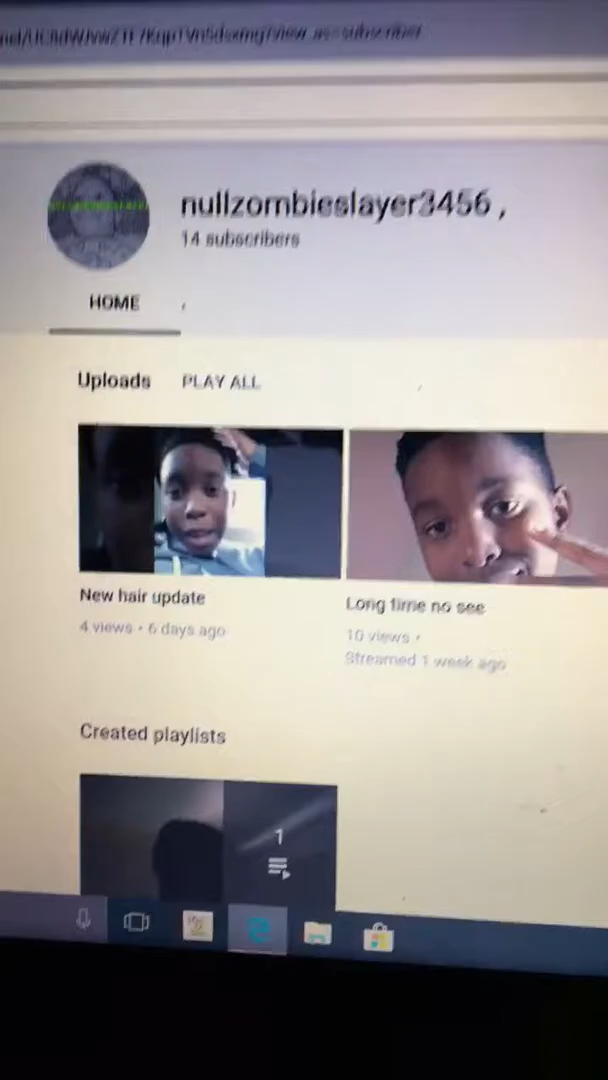 nullzombieslayer3456 ,
14 subscribers
HOME
Uploads PLAY ALL
New hair update
4 views • 6 days ago
Long time no see
10 views •
Streamed 1 week ago
Created playlists
1